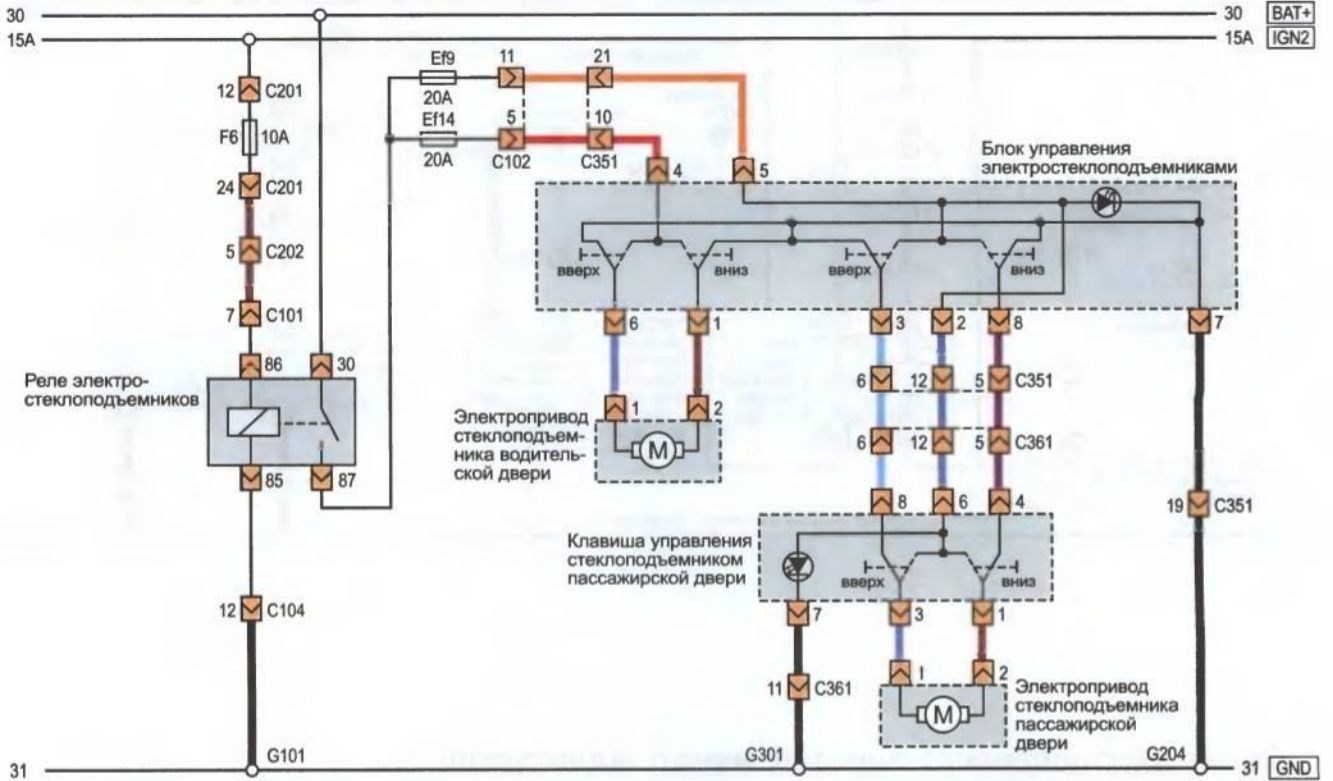 30
30 BAT+
15A
15A IGN2
Ef9
11
21
20A
12 C201
F6 10A
Ef14
5
10
20A
C102
C351
24 C201
Блок управления
электростеклоподъемниками
4
5
5 C202
вверх
вниз
вверх
вниз
7 C101
6
1
3
2
8
7
86
30
Реле электро-
стеклоподъемников
6
12
5 C351
1
2
Электропривод
стеклоподъем-
ника водитель-
ской двери
M
6
12
5 C361
85
87
8
6
4
19 C351
Клавиша управления
стеклоподъемником
пассажирской двери
вверх
вниз
12 C104
7
3
1
11 C361
1
2
Электропривод
стеклоподъемника
пассажирской
двери
M
G101
G301
G204
31
31 GND